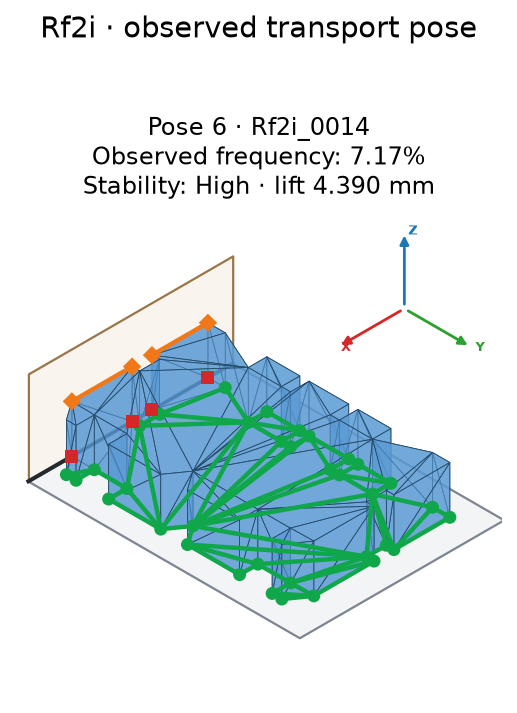 Rf2i · observed transport pose
Pose 6 · Rf2i_0014
Observed frequency: 7.17%
Stability: High · lift 4.390 mm
Z
X
Y